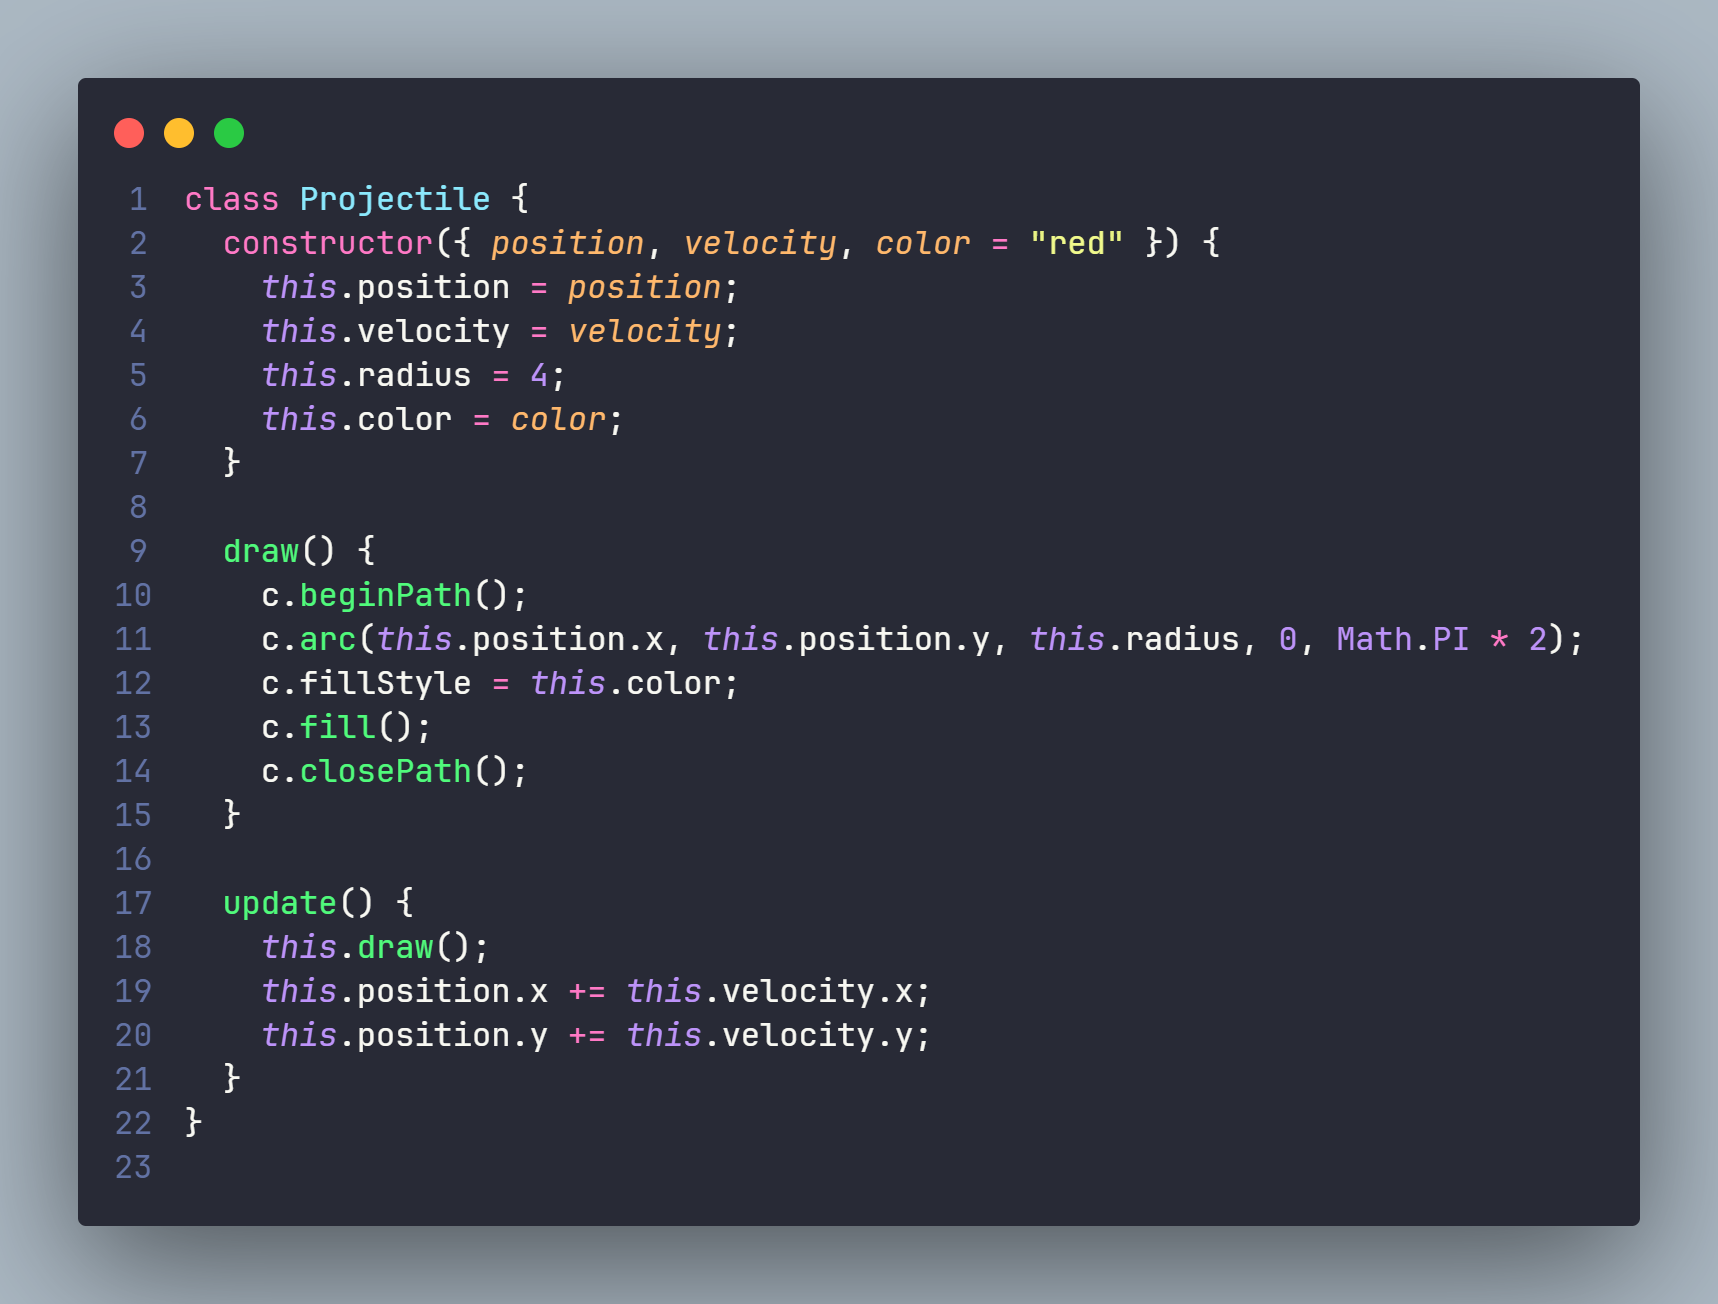 1 class Projectile {
2   constructor({ position, velocity, color = "red" }) {
3     this.position = position;
4     this.velocity = velocity;
5     this.radius = 4;
6     this.color = color;
7   }
8
9   draw() {
10     c.beginPath();
11     c.arc(this.position.x, this.position.y, this.radius, 0, Math.PI * 2);
12     c.fillStyle = this.color;
13     c.fill();
14     c.closePath();
15   }
16
17   update() {
18     this.draw();
19     this.position.x += this.velocity.x;
20     this.position.y += this.velocity.y;
21   }
22 }
23